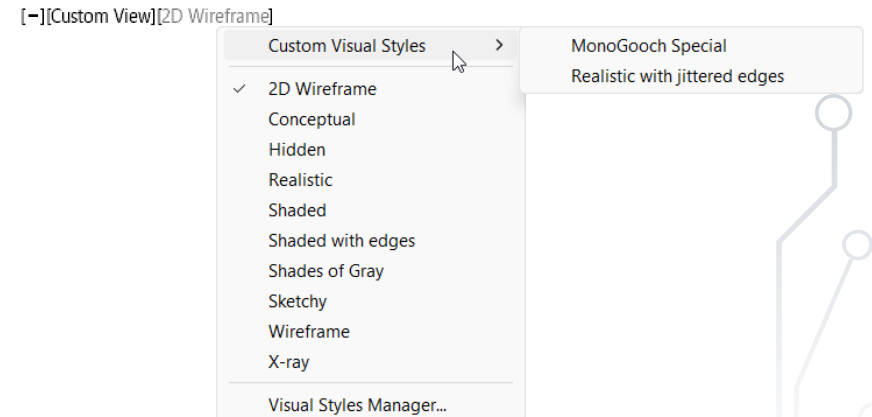 [−][Custom View][2D Wireframe]
Custom Visual Styles
MonoGooch Special
Realistic with jittered edges
2D Wireframe
Conceptual
Hidden
Realistic
Shaded
Shaded with edges
Shades of Gray
Sketchy
Wireframe
X-ray
Visual Styles Manager...